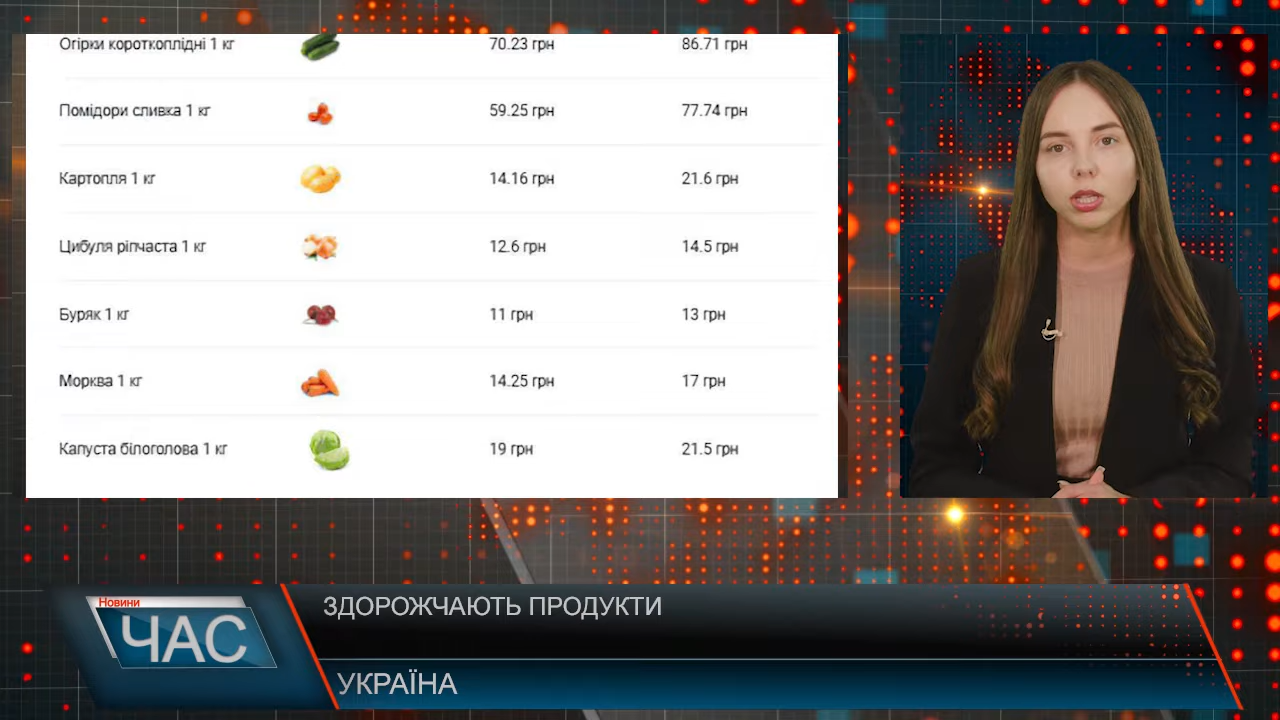 Огірки короткоплідні 1 кг 70.23 грн 86.71 грн
Помідори сливка 1 кг 59.25 грн 77.74 грн
Картопля 1 кг 14.16 грн 21.6 грн
Цибуля ріпчаста 1 кг 12.6 грн 14.5 грн
Буряк 1 кг 11 грн 13 грн
Морква 1 кг 14.25 грн 17 грн
Капуста білоголова 1 кг 19 грн 21.5 грн
Новини
ЧАС
ЗДОРОЖЧАЮТЬ ПРОДУКТИ
УКРАЇНА